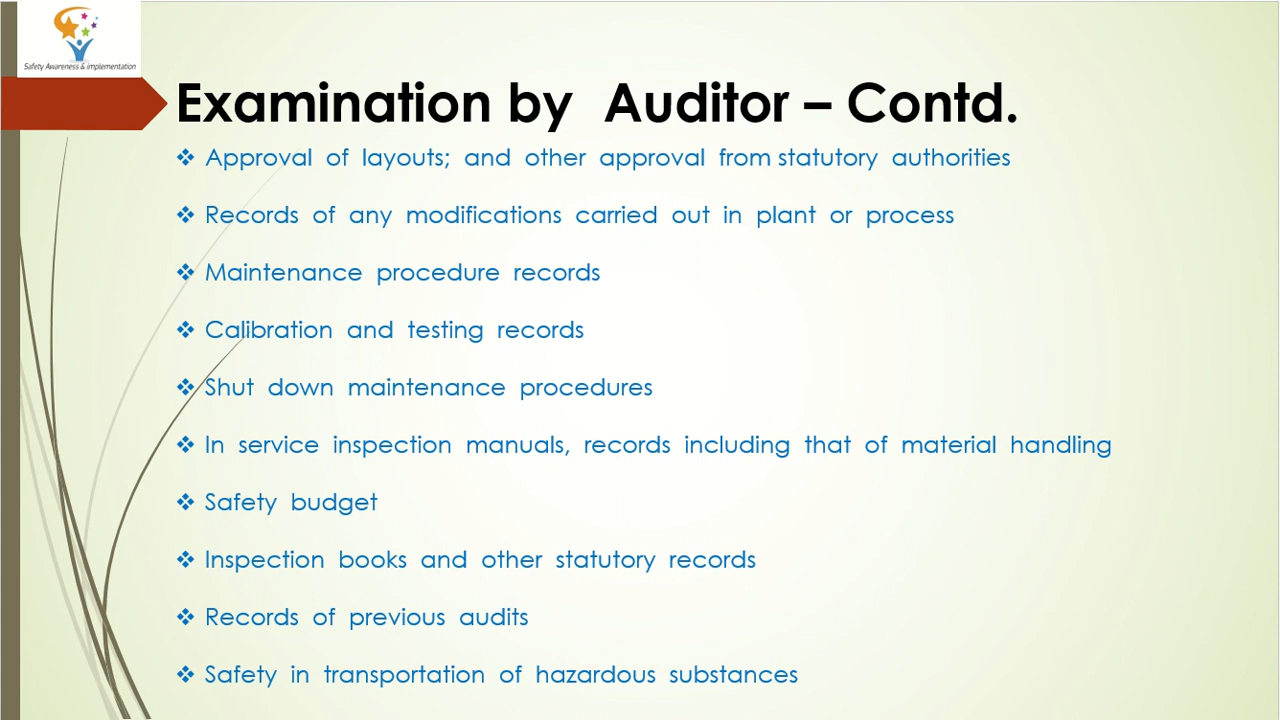 Safety Awareness & implementation
Examination by Auditor – Contd.
❖ Approval of layouts; and other approval from statutory authorities
❖ Records of any modifications carried out in plant or process
❖ Maintenance procedure records
❖ Calibration and testing records
❖ Shut down maintenance procedures
❖ In service inspection manuals, records including that of material handling
❖ Safety budget
❖ Inspection books and other statutory records
❖ Records of previous audits
❖ Safety in transportation of hazardous substances